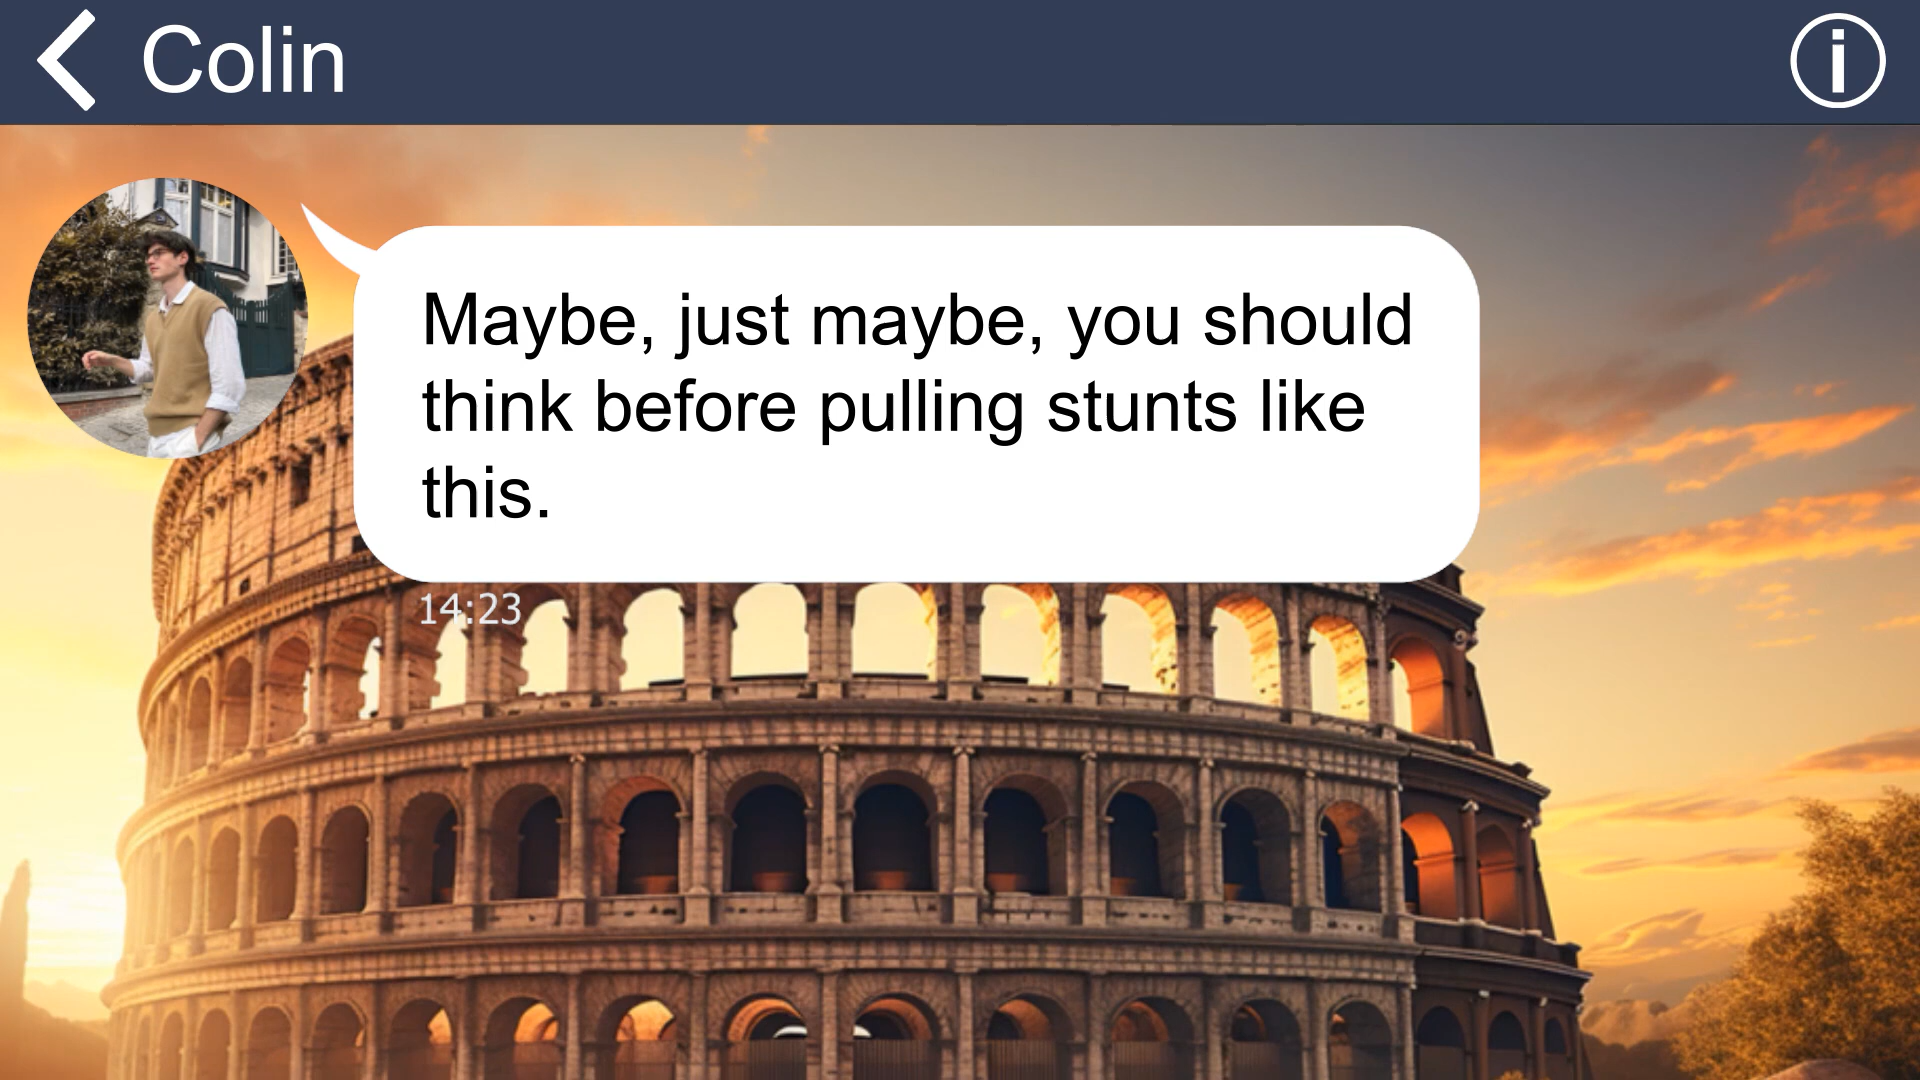 Colin
Maybe, just maybe, you should
think before pulling stunts like
this.
14:23